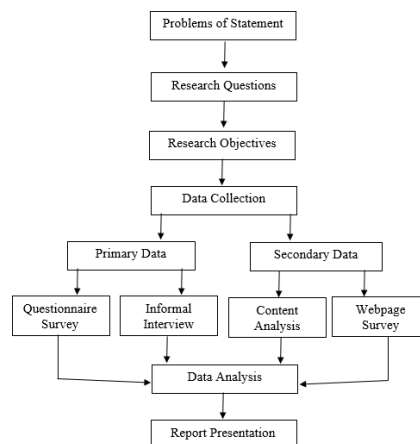 Problems of Statement
Research Questions
Research Objectives
Data Collection
Primary Data
Secondary Data
Questionnaire
Survey
Informal
Interview
Content
Analysis
Webpage
Survey
Data Analysis
Report Presentation